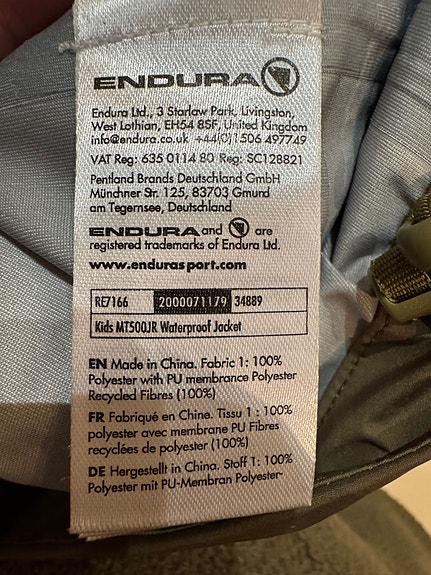 ENDURA
Endura Ltd., 3 Starlaw Park, Livingston,
West Lothian, EH54 8SF, United Kingdom
info@endura.co.uk +44(0)1506 497749
VAT Reg: 635 0114 80 Reg: SC128821
Pentland Brands Deutschland GmbH
Münchner Str. 125, 83703 Gmund
am Tegernsee, Deutschland
ENDURA and are
registered trademarks of Endura Ltd.
www.endurasport.com
RE7166 2000071179 34889
Kids MT500JR Waterproof Jacket
EN Made in China. Fabric 1: 100%
Polyester with PU membrance Polyester
Recycled Fibres (100%)
FR Fabriqué en Chine. Tissu 1 : 100%
polyester avec membrane PU Fibres
recyclées de polyester (100%)
DE Hergestellt in China. Stoff 1: 100%
Polyester mit PU-Membran Polyester-